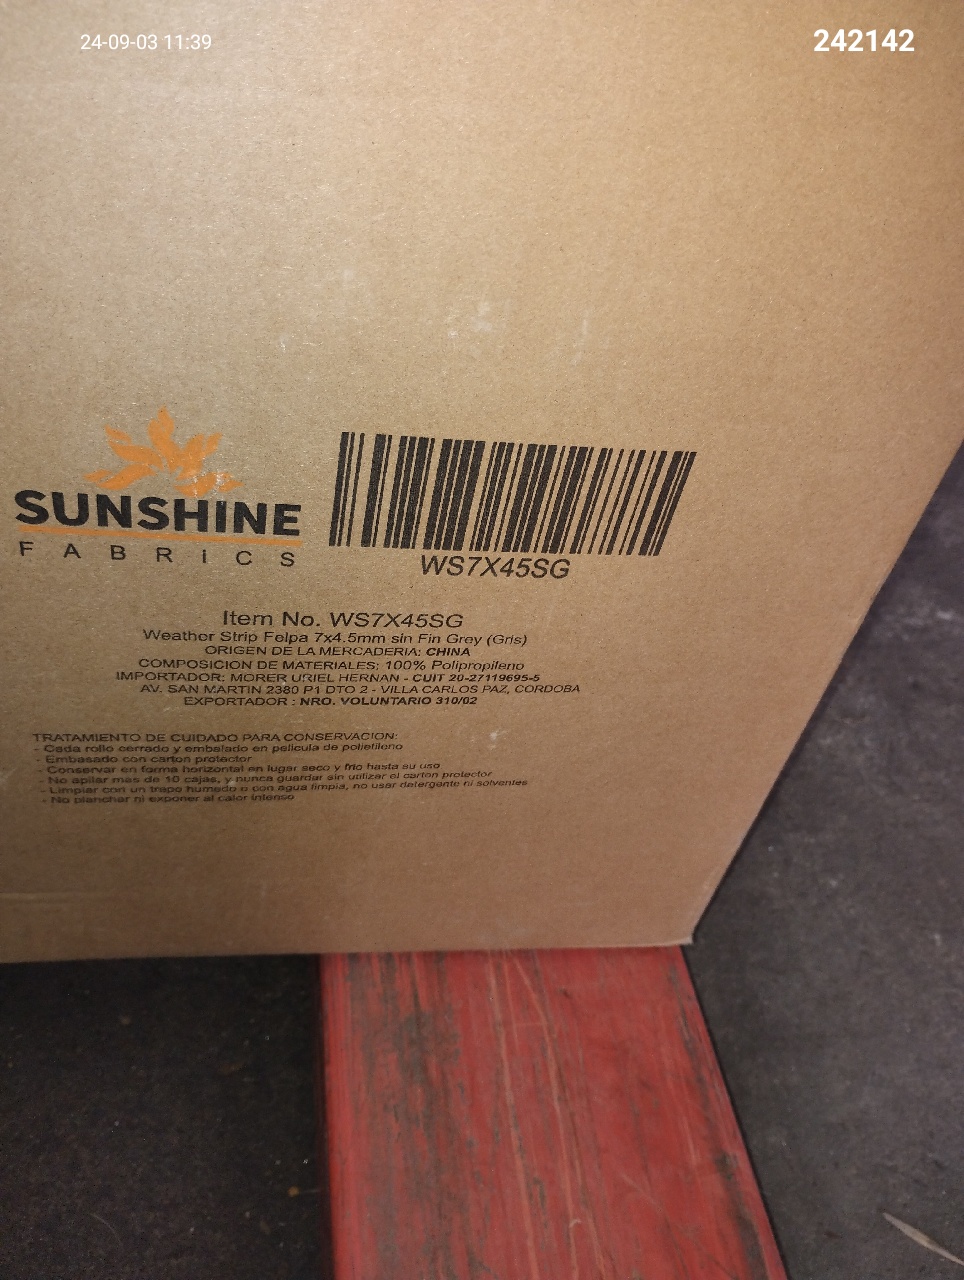 24-09-03 11:39
242142
SUNSHINE
FABRICS
WS7X45SG
Item No. WS7X45SG
Weather Strip Felpa 7x4.5mm sin Fin Grey (Gris)
ORIGEN DE LA MERCADERIA: CHINA
COMPOSICION DE MATERIALES: 100% Polipropileno
IMPORTADOR: MORER URIEL HERNAN - CUIT 20-27119695-5
AV. SAN MARTIN 2380 P1 DTO 2 - VILLA CARLOS PAZ, CORDOBA
EXPORTADOR : NRO. VOLUNTARIO 310/02
TRATAMIENTO DE CUIDADO PARA CONSERVACION:
- Cada rollo cerrado y embalado en pelicula de polietileno
- Embasado con carton protector
- Conservar en forma horizontal en lugar seco y frio hasta su uso
- No apilar mas de 10 cajas, y nunca guardar sin utilizar el carton protector
- Limpiar con un trapo humedo o con agua limpia, no usar detergente ni solventes
- No planchar ni exponer al calor intenso